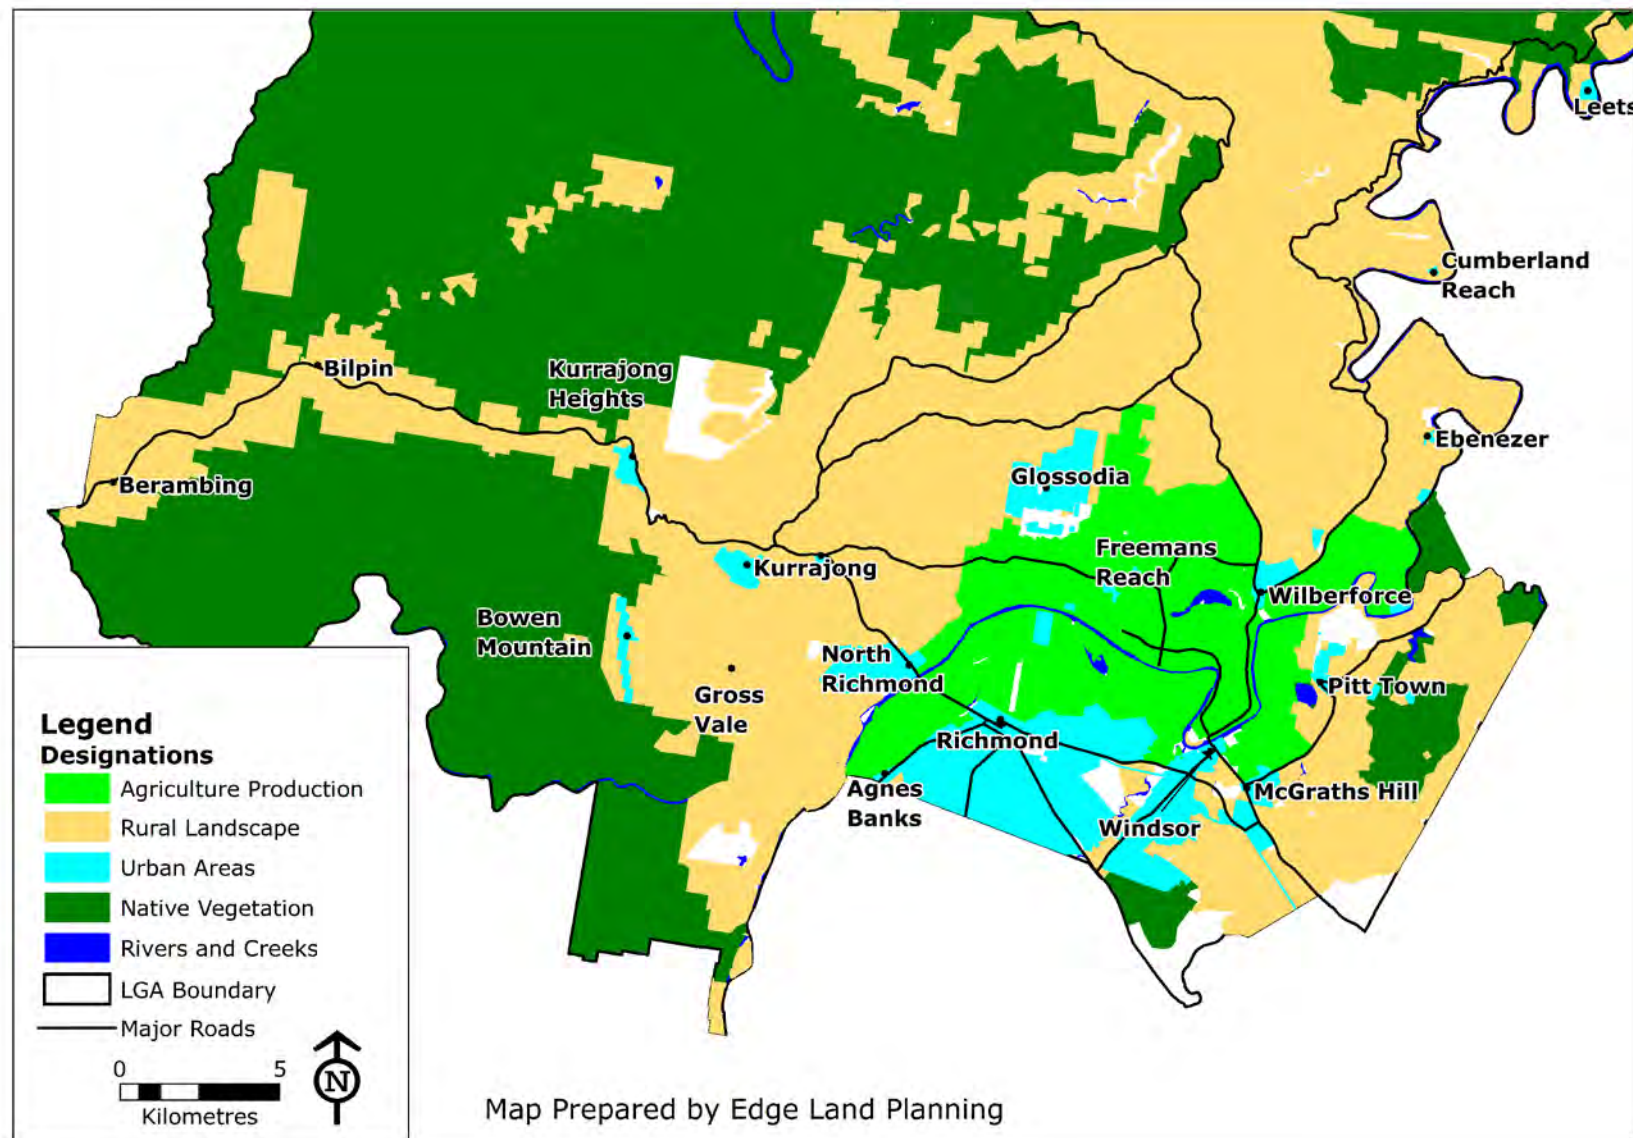 Leets
Cumberland
Reach
Bilpin
Kurrajong
Heights
Ebenezer
Berambing
Glossodia
Freemans
Reach
Kurrajong
Wilberforce
Bowen
Mountain
North
Richmond
Gross
Vale
Pitt Town
Richmond
Agnes
Banks
McGraths Hill
Windsor
Legend
Designations
Agriculture Production
Rural Landscape
Urban Areas
Native Vegetation
Rivers and Creeks
LGA Boundary
Major Roads
0 5
Kilometres
N
Map Prepared by Edge Land Planning